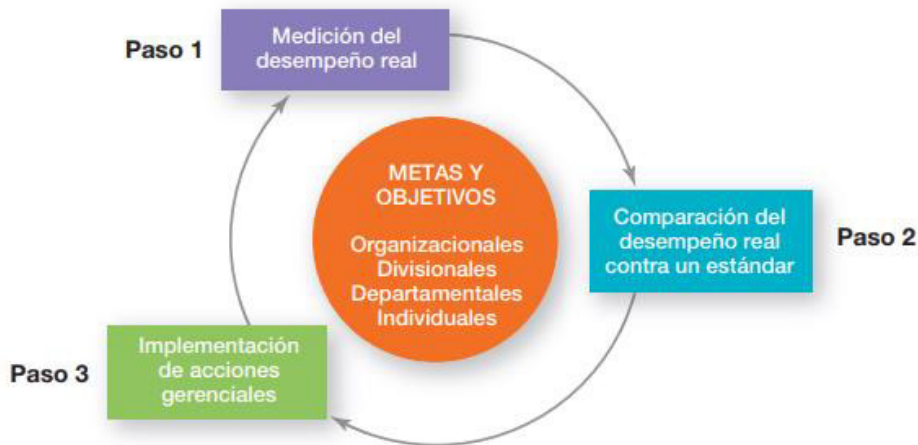 Paso 1
Medición del
desempeño real
METAS Y
OBJETIVOS
Organizacionales
Divisionales
Departamentales
Individuales
Comparación del
desempeño real
contra un estándar
Paso 2
Paso 3
Implementación
de acciones
gerenciales